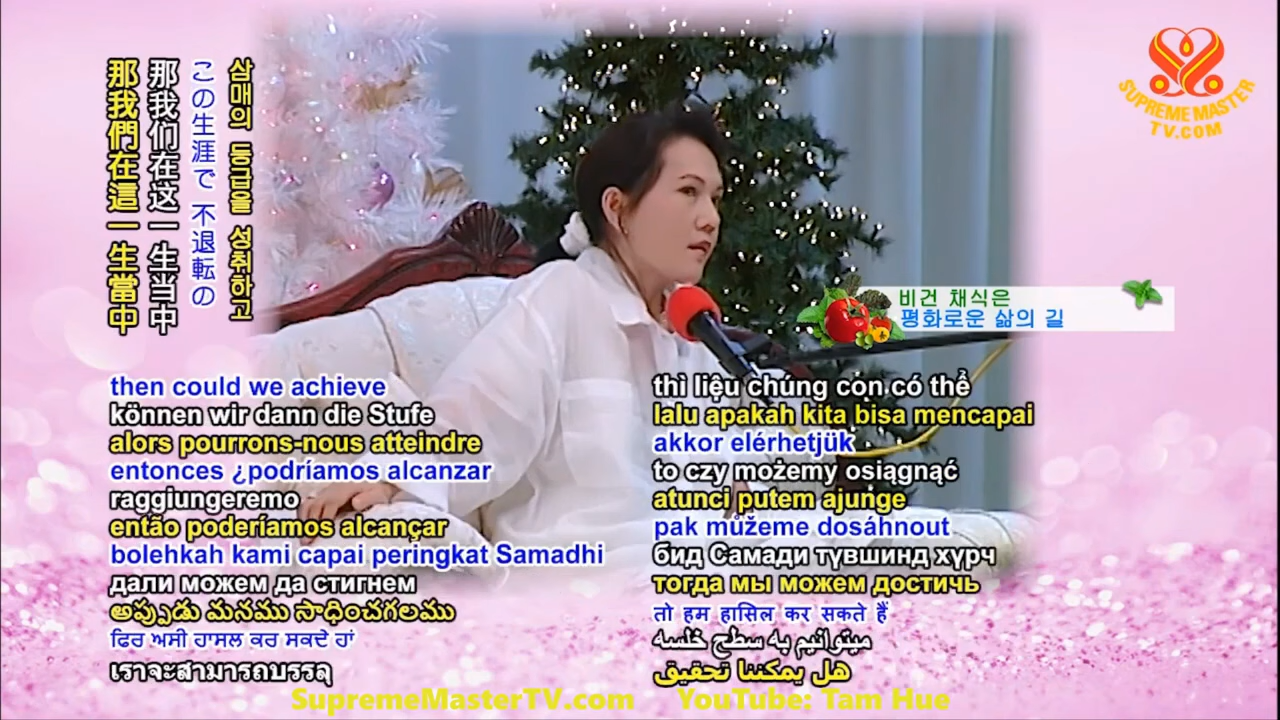 那我們在這一生當中
那我们在这一生当中
この生涯で 不退転の
삼매의 등급을 성취하고
SUPREME MASTER
TV.COM
비건 채식은
평화로운 삶의 길
then could we achieve
können wir dann die Stufe
alors pourrons-nous atteindre
entonces ¿podríamos alcanzar
raggiungeremo
então poderíamos alcançar
bolehkah kami capai peringkat Samadhi
дали можем да стигнем
అప్పుడు మనము సాధించగలము
ਫਿਰ ਅਸੀ ਹਾਸਲ ਕਰ ਸਕਦੇ ਹਾਂ
เราจะสามารถบรรลุ
thì liệu chúng con có thể
lalu apakah kita bisa mencapai
akkor elérhetjük
to czy możemy osiągnąć
atunci putem ajunge
pak můžeme dosáhnout
бид Самади түвшинд хүрч
тогда мы можем достичь
तो हम हासिल कर सकते हैं
میتوانیم به سطح خلسه
هل يمكننا تحقيق
SupremeMasterTV.com YouTube: Tam Hue